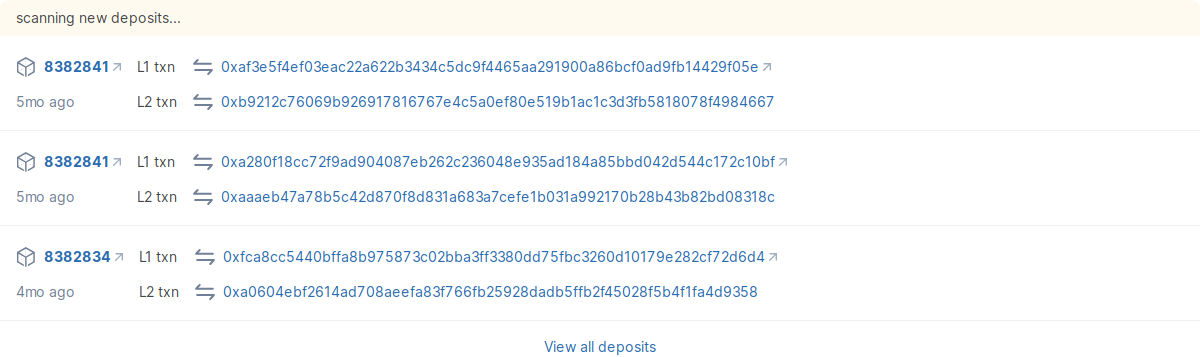 scanning new deposits...
8382841 L1 txn 0xaf3e5f4ef03eac22a622b3434c5dc9f4465aa291900a86bcf0ad9fb14429f05e
5mo ago L2 txn 0xb9212c76069b926917816767e4c5a0ef80e519b1ac1c3d3fb5818078f4984667
8382841 L1 txn 0xa280f18cc72f9ad904087eb262c236048e935ad184a85bbd042d544c172c10bf
5mo ago L2 txn 0xaaaeb47a78b5c42d870f8d831a683a7cefe1b031a992170b28b43b82bd08318c
8382834 L1 txn 0xfca8cc5440bffa8b975873c02bba3ff3380dd75fbc3260d10179e282cf72d6d4
4mo ago L2 txn 0xa0604ebf2614ad708aeefa83f766fb25928dadb5ffb2f45028f5b4f1fa4d9358
View all deposits